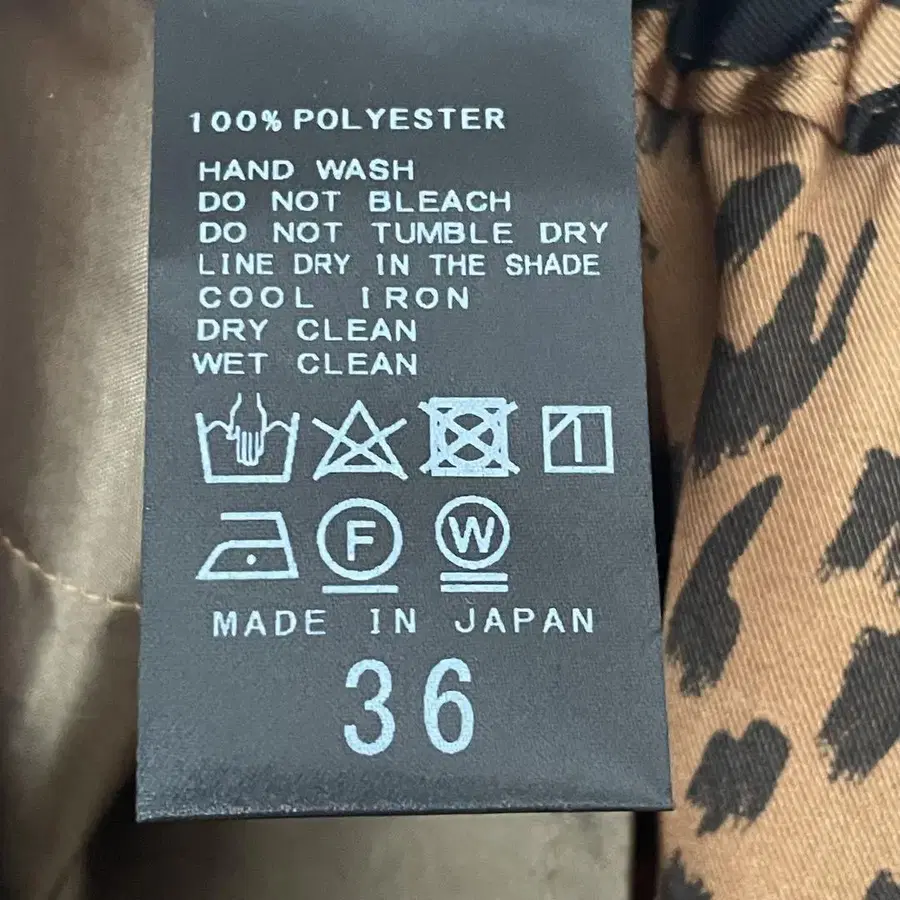 100% POLYESTER
HAND WASH
DO NOT BLEACH
DO NOT TUMBLE DRY
LINE DRY IN THE SHADE
COOL IRON
DRY CLEAN
WET CLEAN
F W
MADE IN JAPAN
36